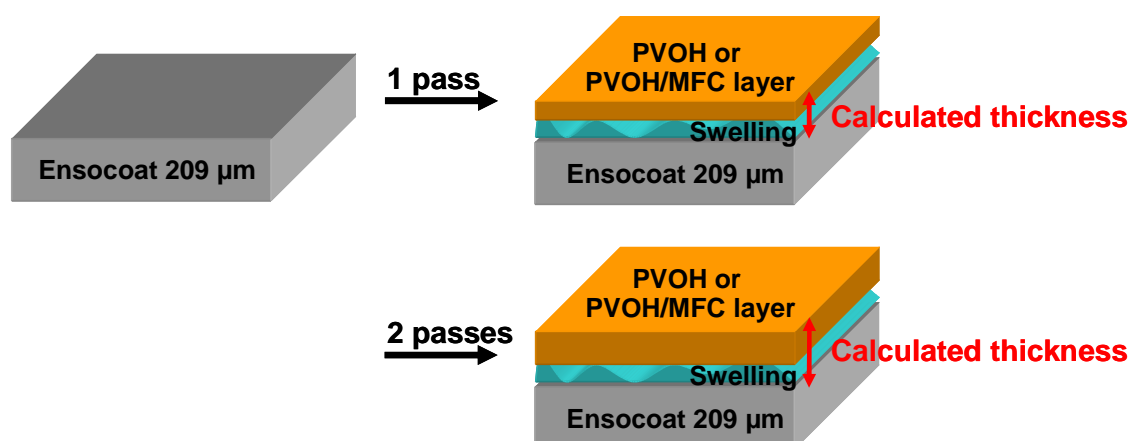 PVOH or
PVOH/MFC layer
1 pass
Calculated thickness
Swelling
Ensocoat 209 µm
Ensocoat 209 µm
PVOH or
PVOH/MFC layer
2 passes
Calculated thickness
Swelling
Ensocoat 209 µm